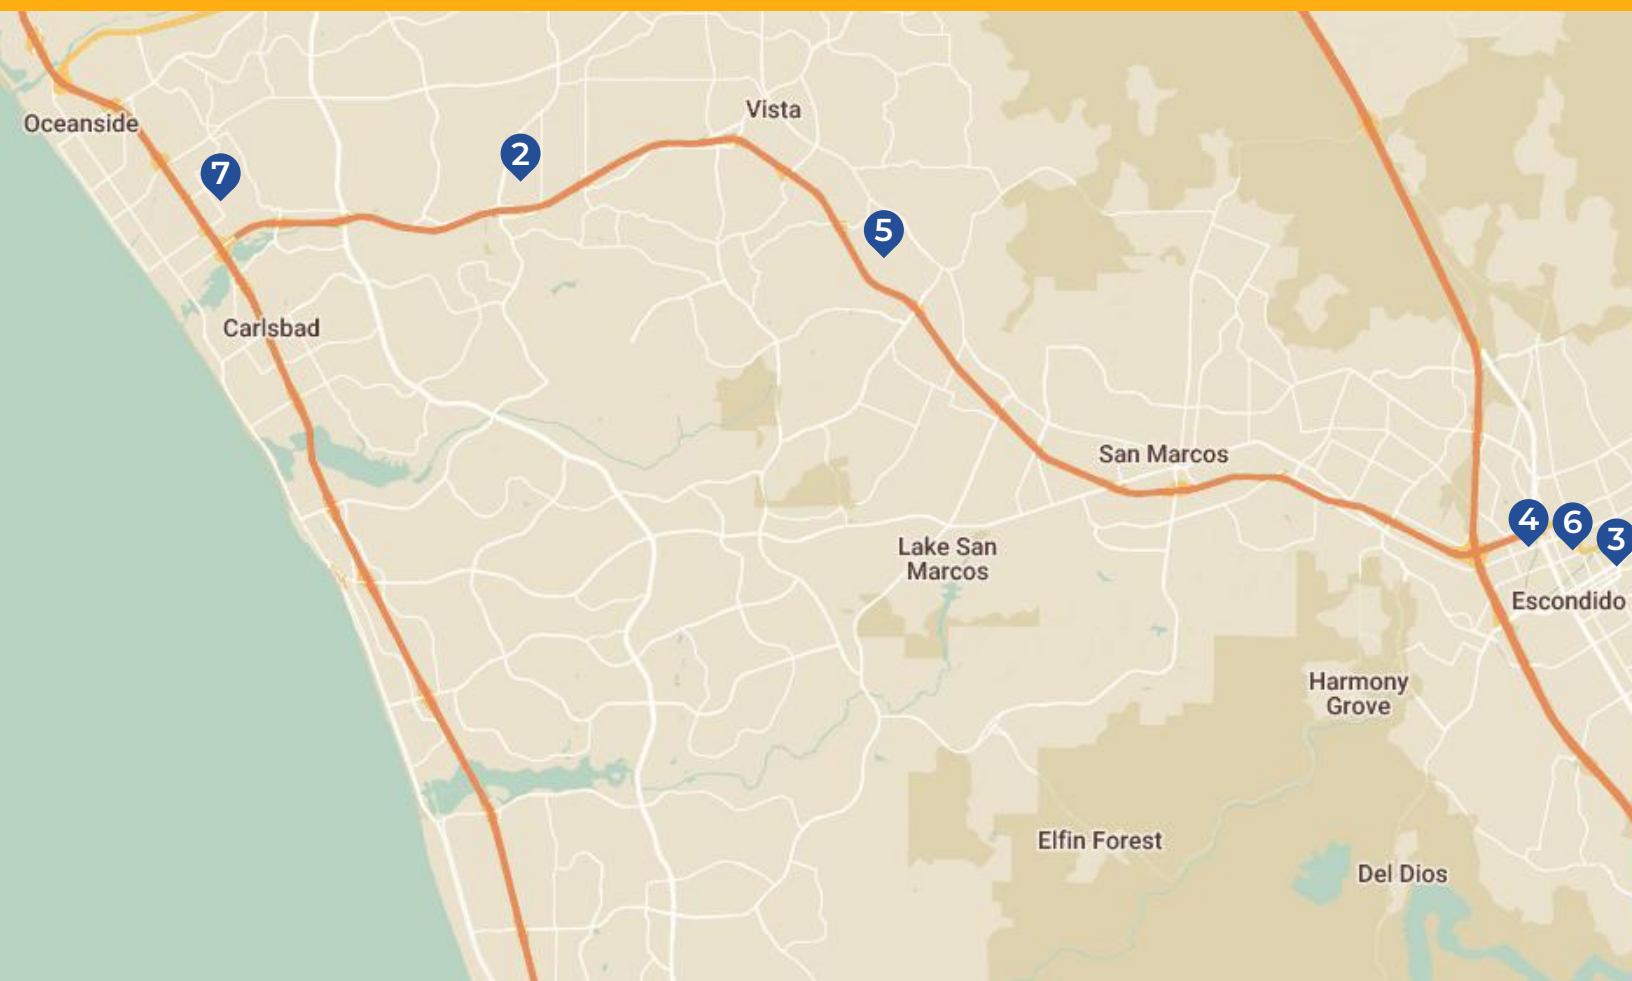 Vista
Oceanside
2
7
5
Carlsbad
San Marcos
4
6
3
Lake San
Marcos
Escondido
Harmony
Grove
Elfin Forest
Del Dios